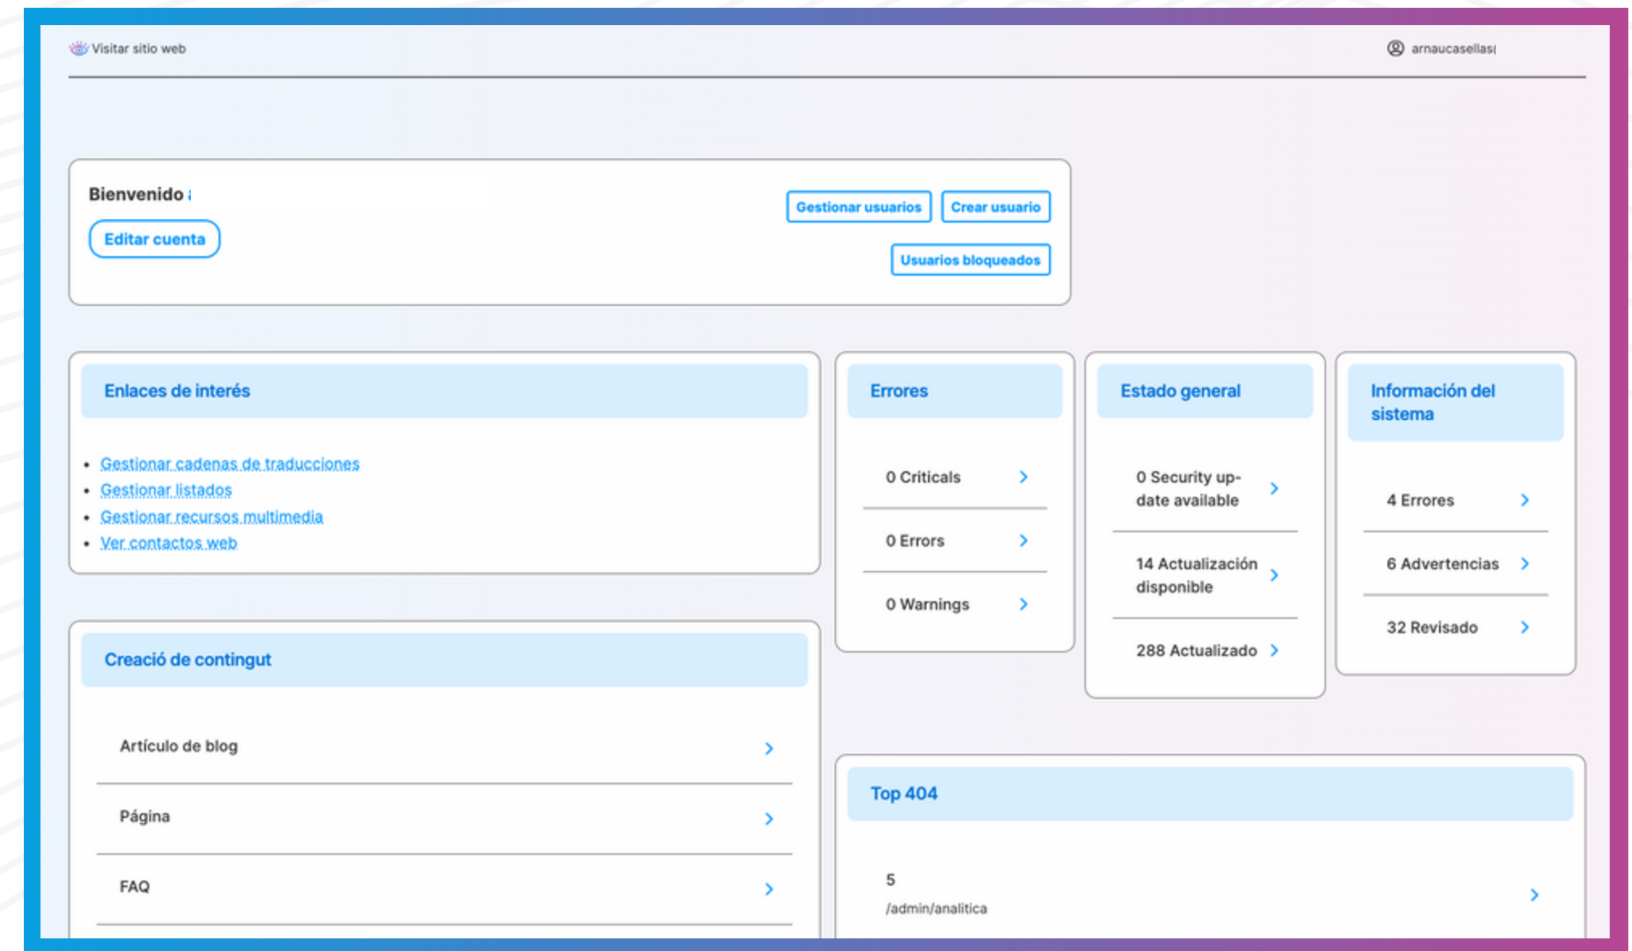 Visitar sitio web
arnaucasellas
Bienvenido
Editar cuenta
Gestionar usuarios
Crear usuario
Usuarios bloqueados
Enlaces de interés
Gestionar cadenas de traducciones
Gestionar listados
Gestionar recursos multimedia
Ver contactos web
Creació de contingut
Artículo de blog
Página
FAQ
Errores
0 Criticals
0 Errors
0 Warnings
Estado general
0 Security up-
date available
14 Actualización
disponible
288 Actualizado
Información del
sistema
4 Errores
6 Advertencias
32 Revisado
Top 404
5
/admin/analitica